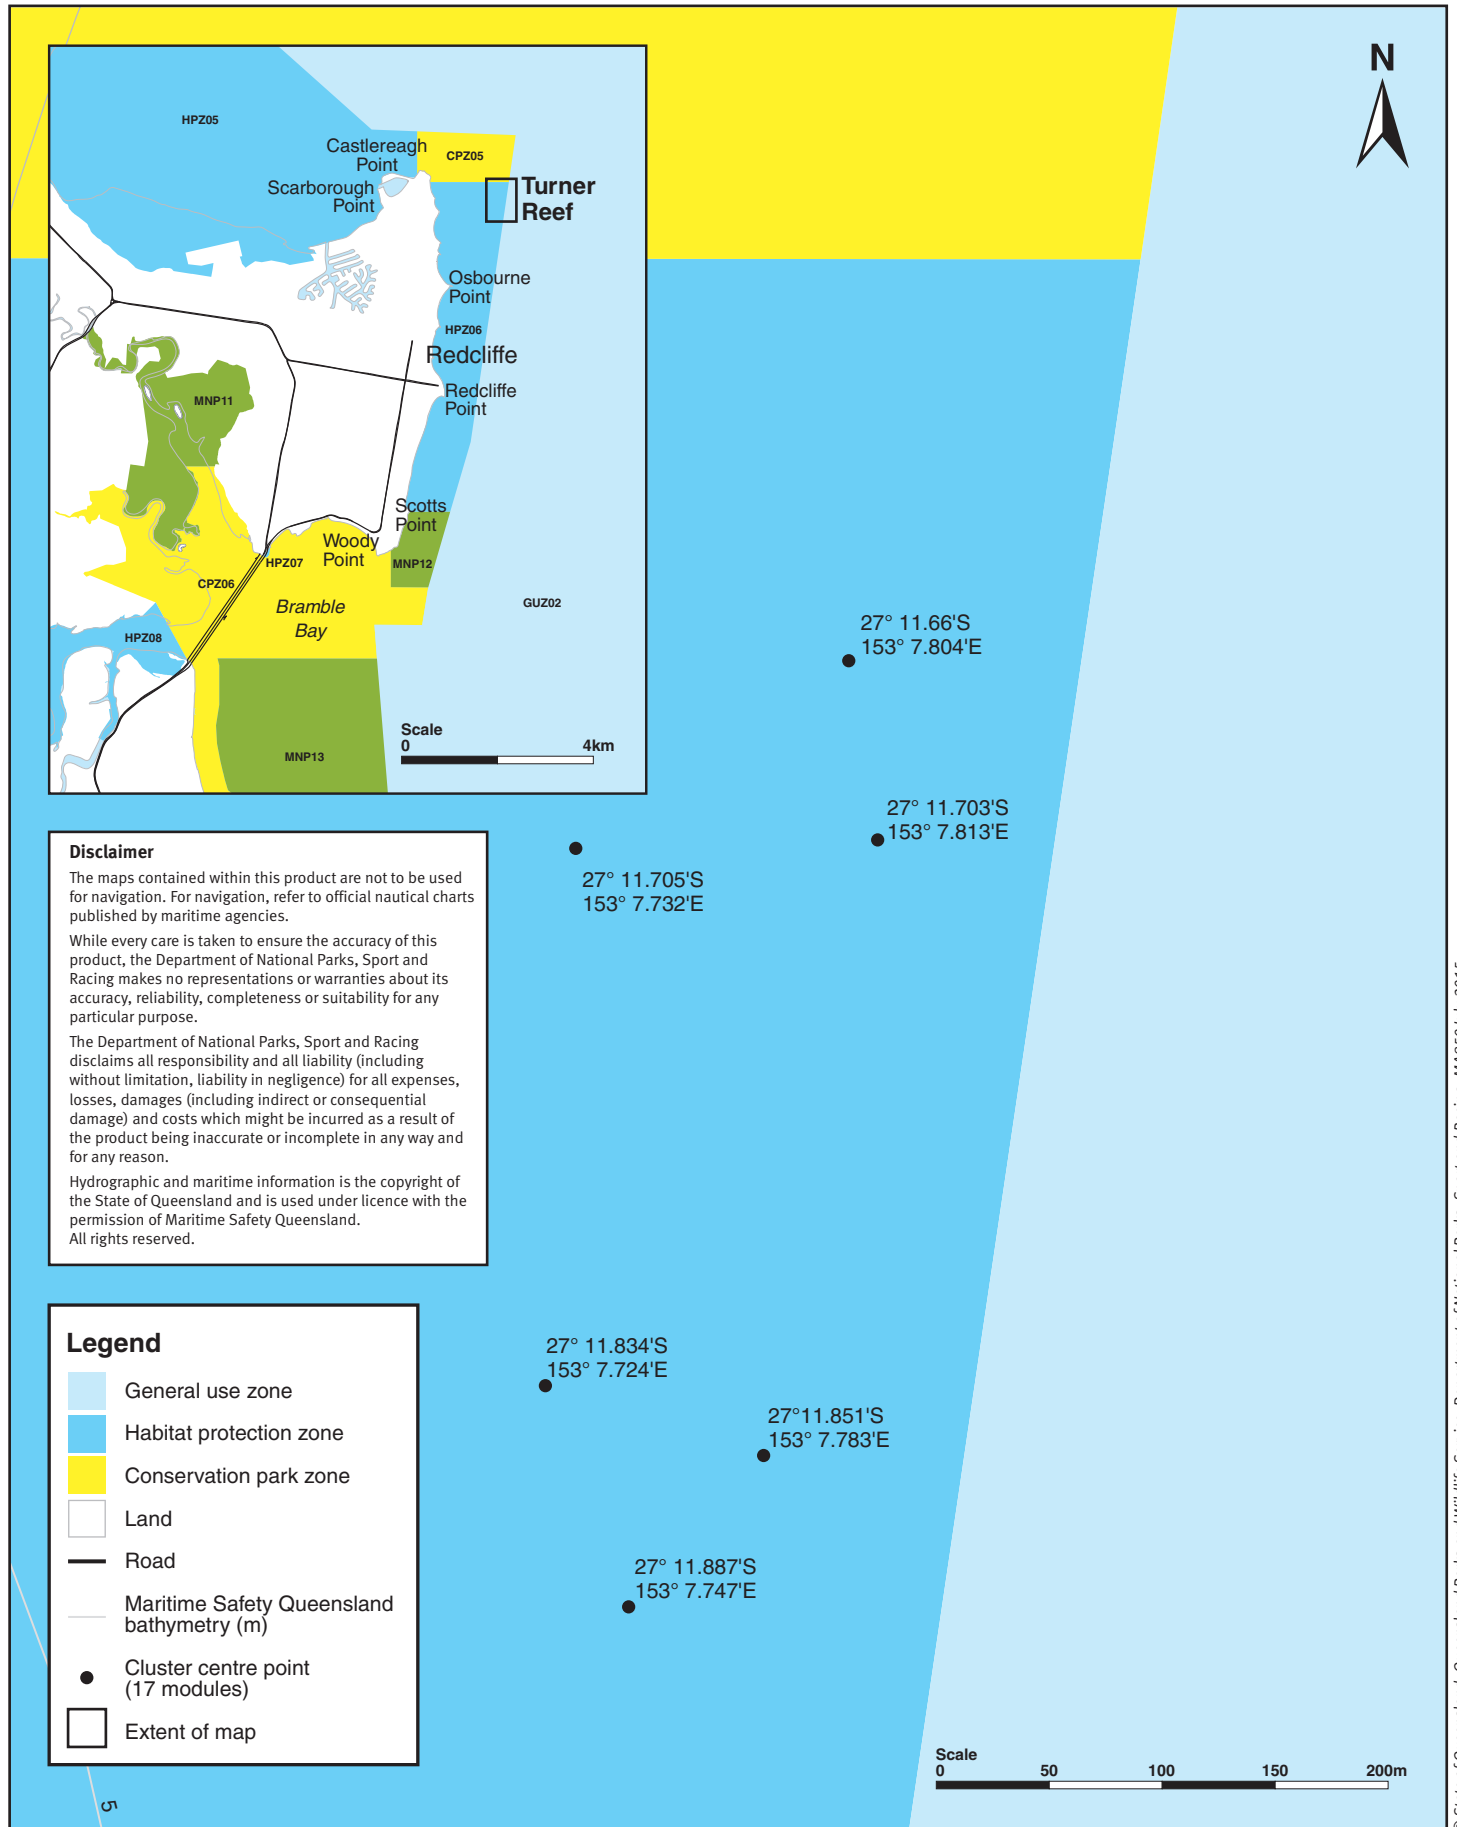 N
HPZ05
Castlereagh
Point
CPZ05
Scarborough
Point
Turner
Reef
Osbourne
Point
HPZ06
Redcliffe
Redcliffe
Point
MNP11
Scotts
Point
Woody
Point
HPZ07
MNP12
CPZ06
Bramble
Bay
GUZ02
HPZ08
MNP13
Scale
0 4km
27° 11.66'S
153° 7.804'E
27° 11.703'S
153° 7.813'E
27° 11.705'S
153° 7.732'E
27° 11.834'S
153° 7.724'E
27°11.851'S
153° 7.783'E
27° 11.887'S
153° 7.747'E
Disclaimer
The maps contained within this product are not to be used
for navigation. For navigation, refer to official nautical charts
published by maritime agencies.
While every care is taken to ensure the accuracy of this
product, the Department of National Parks, Sport and
Racing makes no representations or warranties about its
accuracy, reliability, completeness or suitability for any
particular purpose.
The Department of National Parks, Sport and Racing
disclaims all responsibility and all liability (including
without limitation, liability in negligence) for all expenses,
losses, damages (including indirect or consequential
damage) and costs which might be incurred as a result of
the product being inaccurate or incomplete in any way and
for any reason.
Hydrographic and maritime information is the copyright of
the State of Queensland and is used under licence with the
permission of Maritime Safety Queensland.
All rights reserved.
Legend
General use zone
Habitat protection zone
Conservation park zone
Land
Road
Maritime Safety Queensland
bathymetry (m)
Cluster centre point
(17 modules)
Extent of map
5
Scale
0 50 100 150 200m